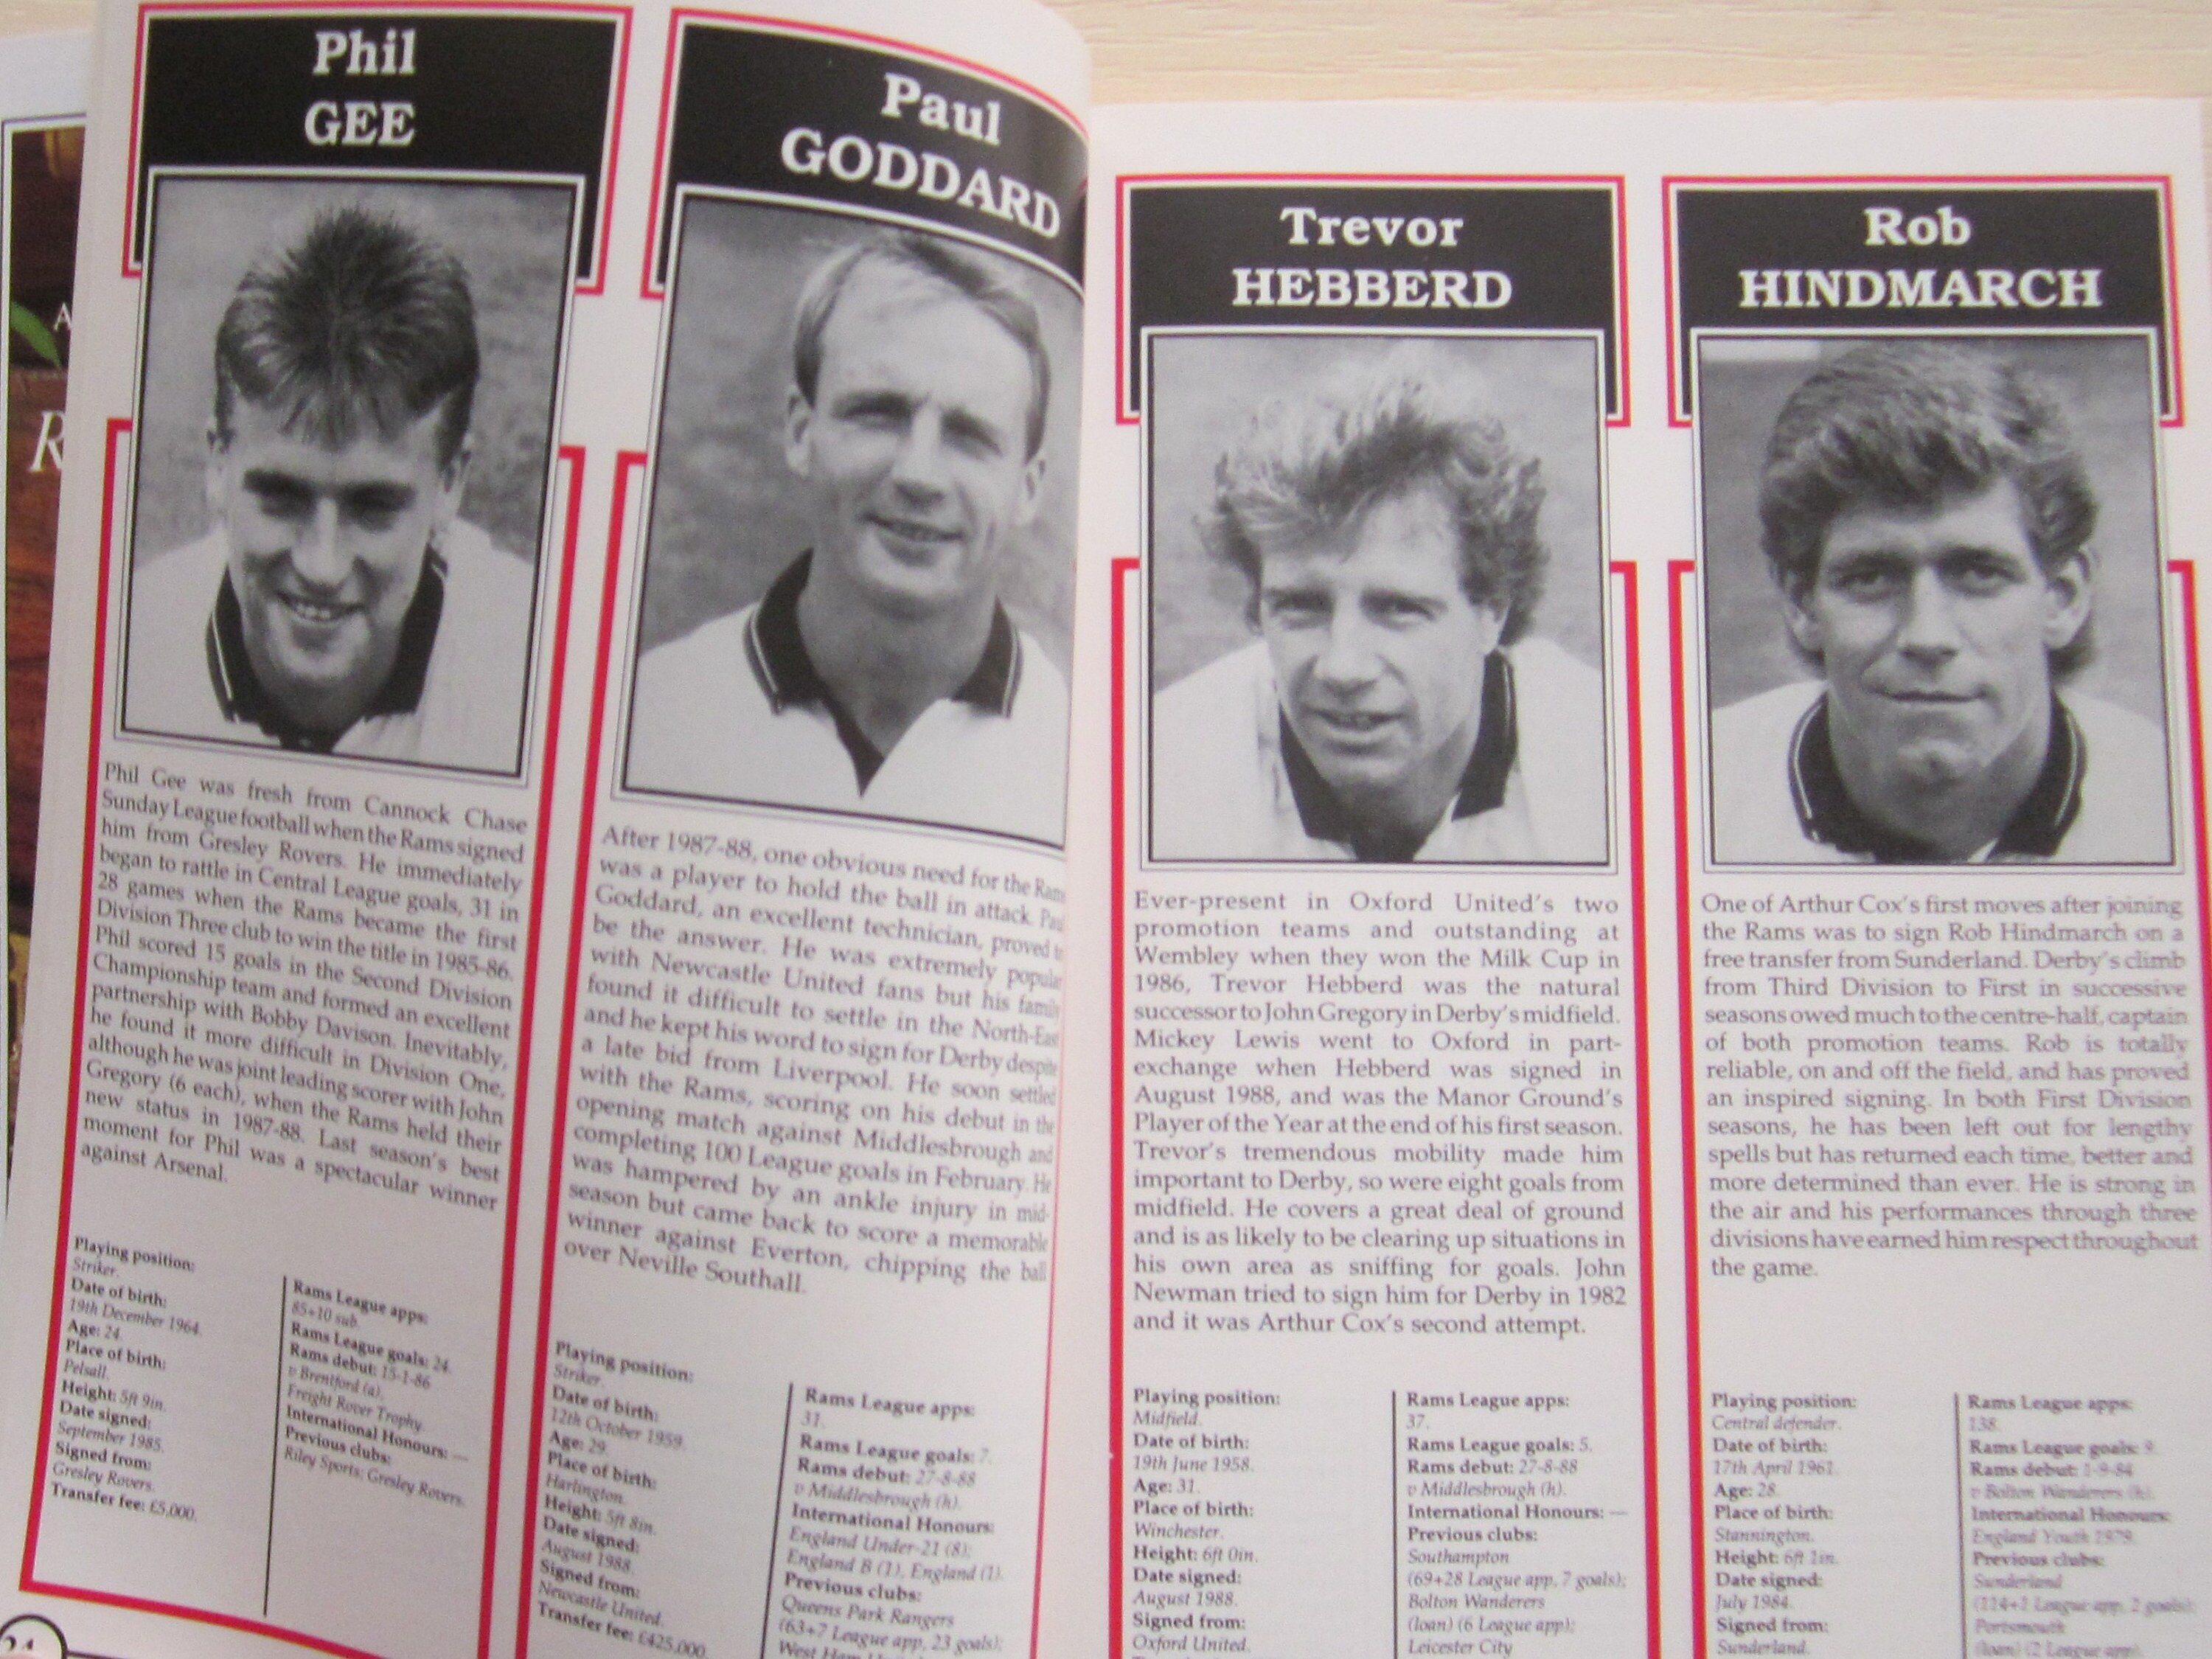 Phil
GEE
Phil Gee was fresh from Cannock Chase
Sunday League football when the Rams signed
him from Gresley Rovers. He immediately
began to rattle in Central League goals, 31 in
28 games when the Rams became the first
Division Three club to win the title in 1985-86.
Phil scored 15 goals in the Second Division
Championship team and formed an excellent
partnership with Bobby Davison. Inevitably,
he found it more difficult in Division One,
although he was joint leading scorer with John
Gregory (6 each), when the Rams held their
new status in 1987-88. Last season's best
moment for Phil was a spectacular winner
against Arsenal.
Playing position:
Striker.
Date of birth:
19th December 1964.
Age: 24.
Place of birth:
Pelsall.
Height: 5ft 9in.
Date signed:
September 1985.
Signed from:
Gresley Rovers.
Transfer fee: £5,000.
Rams League apps:
85+10 sub.
Rams League goals: 24.
Rams debut: 15-1-86
v Brentford (a),
Freight Rover Trophy.
International Honours: —
Previous clubs:
Riley Sports; Gresley Rovers.
24
Paul
GODDARD
After 1987-88, one obvious need for the Rams
was a player to hold the ball in attack. Paul
Goddard, an excellent technician, proved to
be the answer. He was extremely popular
with Newcastle United fans but his family
found it difficult to settle in the North-East
and he kept his word to sign for Derby despite
a late bid from Liverpool. He soon settled
with the Rams, scoring on his debut in the
opening match against Middlesbrough and
completing 100 League goals in February. He
was hampered by an ankle injury in mid-
season but came back to score a memorable
winner against Everton, chipping the ball
over Neville Southall.
Playing position:
Striker.
Date of birth:
12th October 1959.
Age: 29.
Place of birth:
Harlington.
Height: 5ft 8in.
Date signed:
August 1988.
Signed from:
Newcastle United.
Transfer fee: £425,000.
Rams League apps:
31.
Rams League goals: 7.
Rams debut: 27-8-88
v Middlesbrough (h).
International Honours:
England Under-21 (8);
England B (1), England (1).
Previous clubs:
Queens Park Rangers
(63+7 League app, 23 goals);
West Ham
Trevor
HEBBERD
Ever-present in Oxford United's two
promotion teams and outstanding at
Wembley when they won the Milk Cup in
1986, Trevor Hebberd was the natural
successor to John Gregory in Derby's midfield.
Mickey Lewis went to Oxford in part-
exchange when Hebberd was signed in
August 1988, and was the Manor Ground's
Player of the Year at the end of his first season.
Trevor's tremendous mobility made him
important to Derby, so were eight goals from
midfield. He covers a great deal of ground
and is as likely to be clearing up situations in
his own area as sniffing for goals. John
Newman tried to sign him for Derby in 1982
and it was Arthur Cox's second attempt.
Playing position:
Midfield.
Date of birth:
19th June 1958.
Age: 31.
Place of birth:
Winchester.
Height: 6ft 0in.
Date signed:
August 1988.
Signed from:
Oxford United.
Rams League apps:
37.
Rams League goals: 5.
Rams debut: 27-8-88
v Middlesbrough (h).
International Honours: —
Previous clubs:
Southampton
(69+28 League app, 7 goals);
Bolton Wanderers
(loan) (6 League app);
Leicester City
Rob
HINDMARCH
One of Arthur Cox's first moves after joining
the Rams was to sign Rob Hindmarch on a
free transfer from Sunderland. Derby's climb
from Third Division to First in successive
seasons owed much to the centre-half, captain
of both promotion teams. Rob is totally
reliable, on and off the field, and has proved
an inspired signing. In both First Division
seasons, he has been left out for lengthy
spells but has returned each time, better and
more determined than ever. He is strong in
the air and his performances through three
divisions have earned him respect throughout
the game.
Playing position:
Central defender.
Date of birth:
17th April 1961.
Age: 28.
Place of birth:
Stannington.
Height: 6ft 1in.
Date signed:
July 1984.
Signed from:
Sunderland.
Rams League apps:
138.
Rams League goals: 9.
Rams debut: 1-9-84
v Bolton Wanderers (h).
International Honours:
England Youth 1979.
Previous clubs:
Sunderland
(114+1 League app, 2 goals);
Portsmouth
(loan) (2 League app).